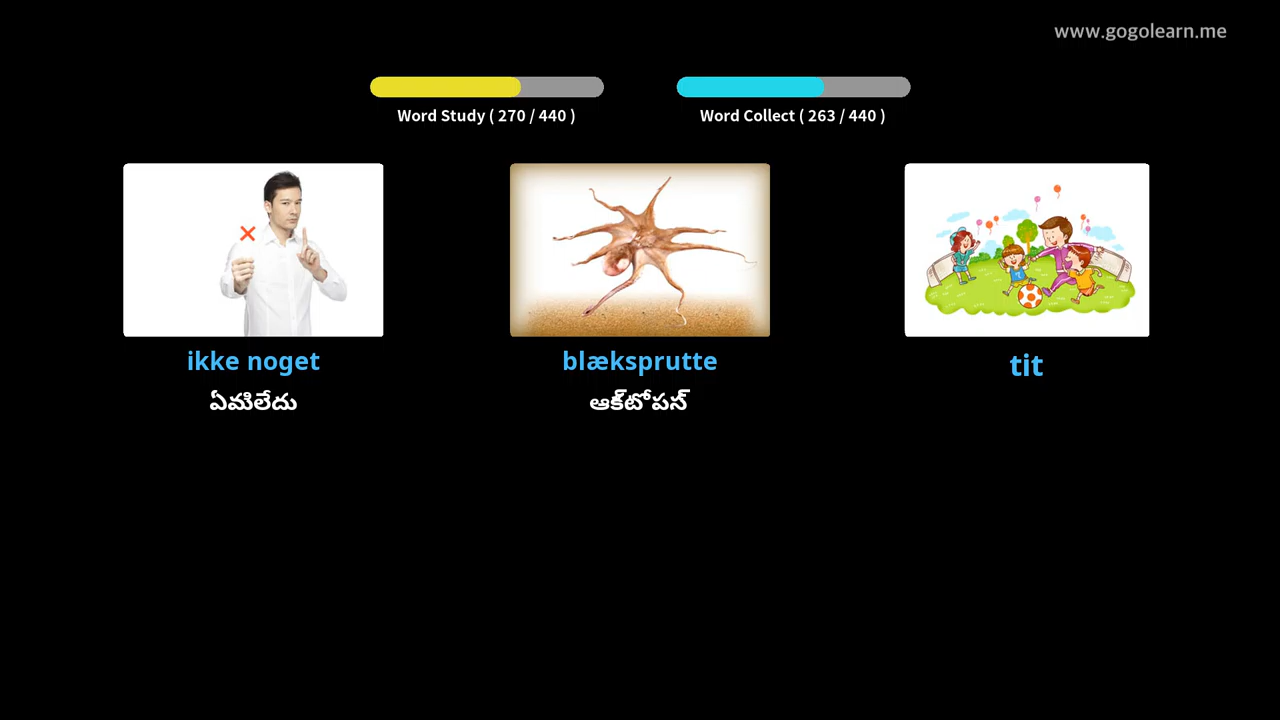 www.gogolearn.me
Word Study ( 270 / 440 )
Word Collect ( 263 / 440 )
ikke noget
blæksprutte
tit
ఏమిలేదు
ఆక్‌టోపస్